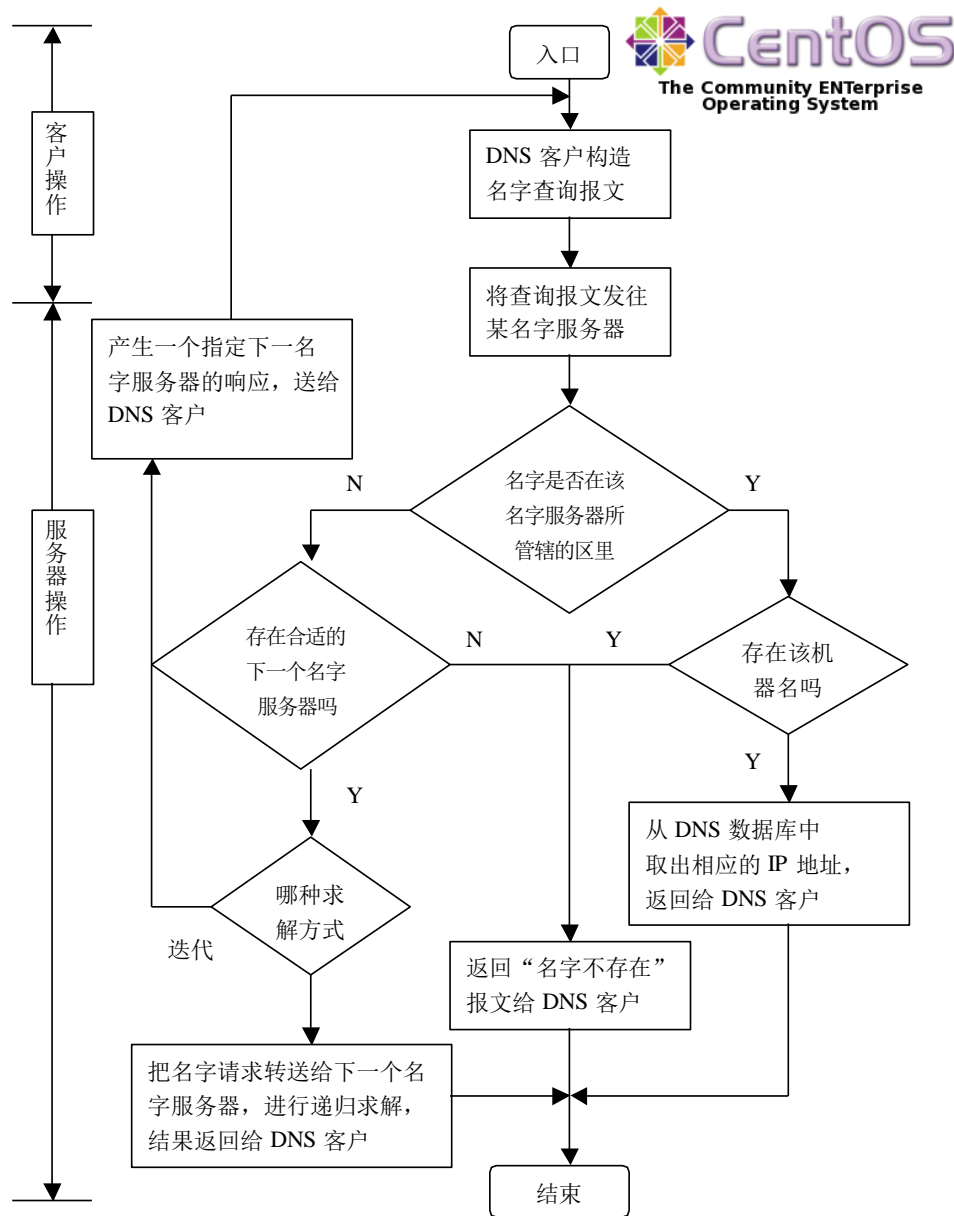 入口
CentOS
The Community ENTerprise
Operating System
客
户
操
作
DNS 客户构造
名字查询报文
将查询报文发往
某名字服务器
产生一个指定下一名
字服务器的响应，送给
DNS 客户
N
名字是否在该
名字服务器所
管辖的区里
Y
服
务
器
操
作
存在合适的
下一个名字
服务器吗
N
Y
存在该机
器名吗
Y
Y
从 DNS 数据库中
取出相应的 IP 地址，
返回给 DNS 客户
哪种求
解方式
迭代
返回“名字不存在”
报文给 DNS 客户
把名字请求转送给下一个名
字服务器，进行递归求解，
结果返回给 DNS 客户
结束